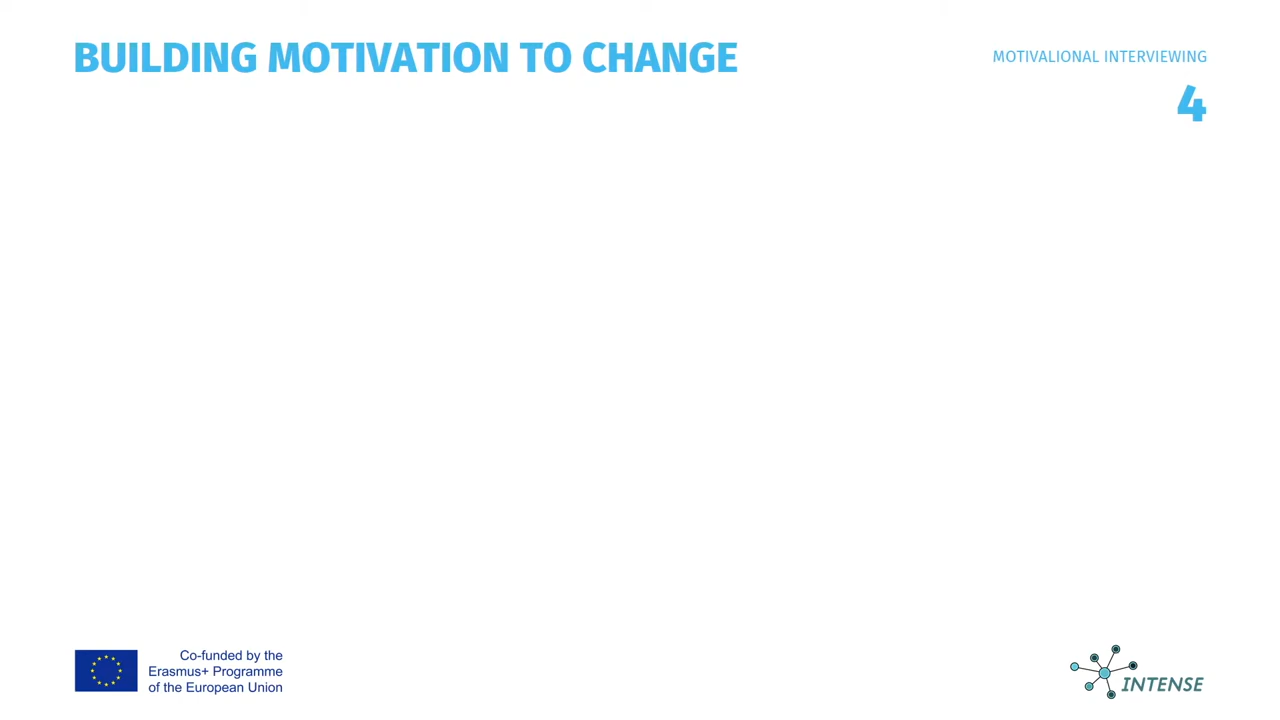 BUILDING MOTIVATION TO CHANGE
MOTIVALIONAL INTERVIEWING
4
Co-funded by the
Erasmus+ Programme
of the European Union
INTENSE